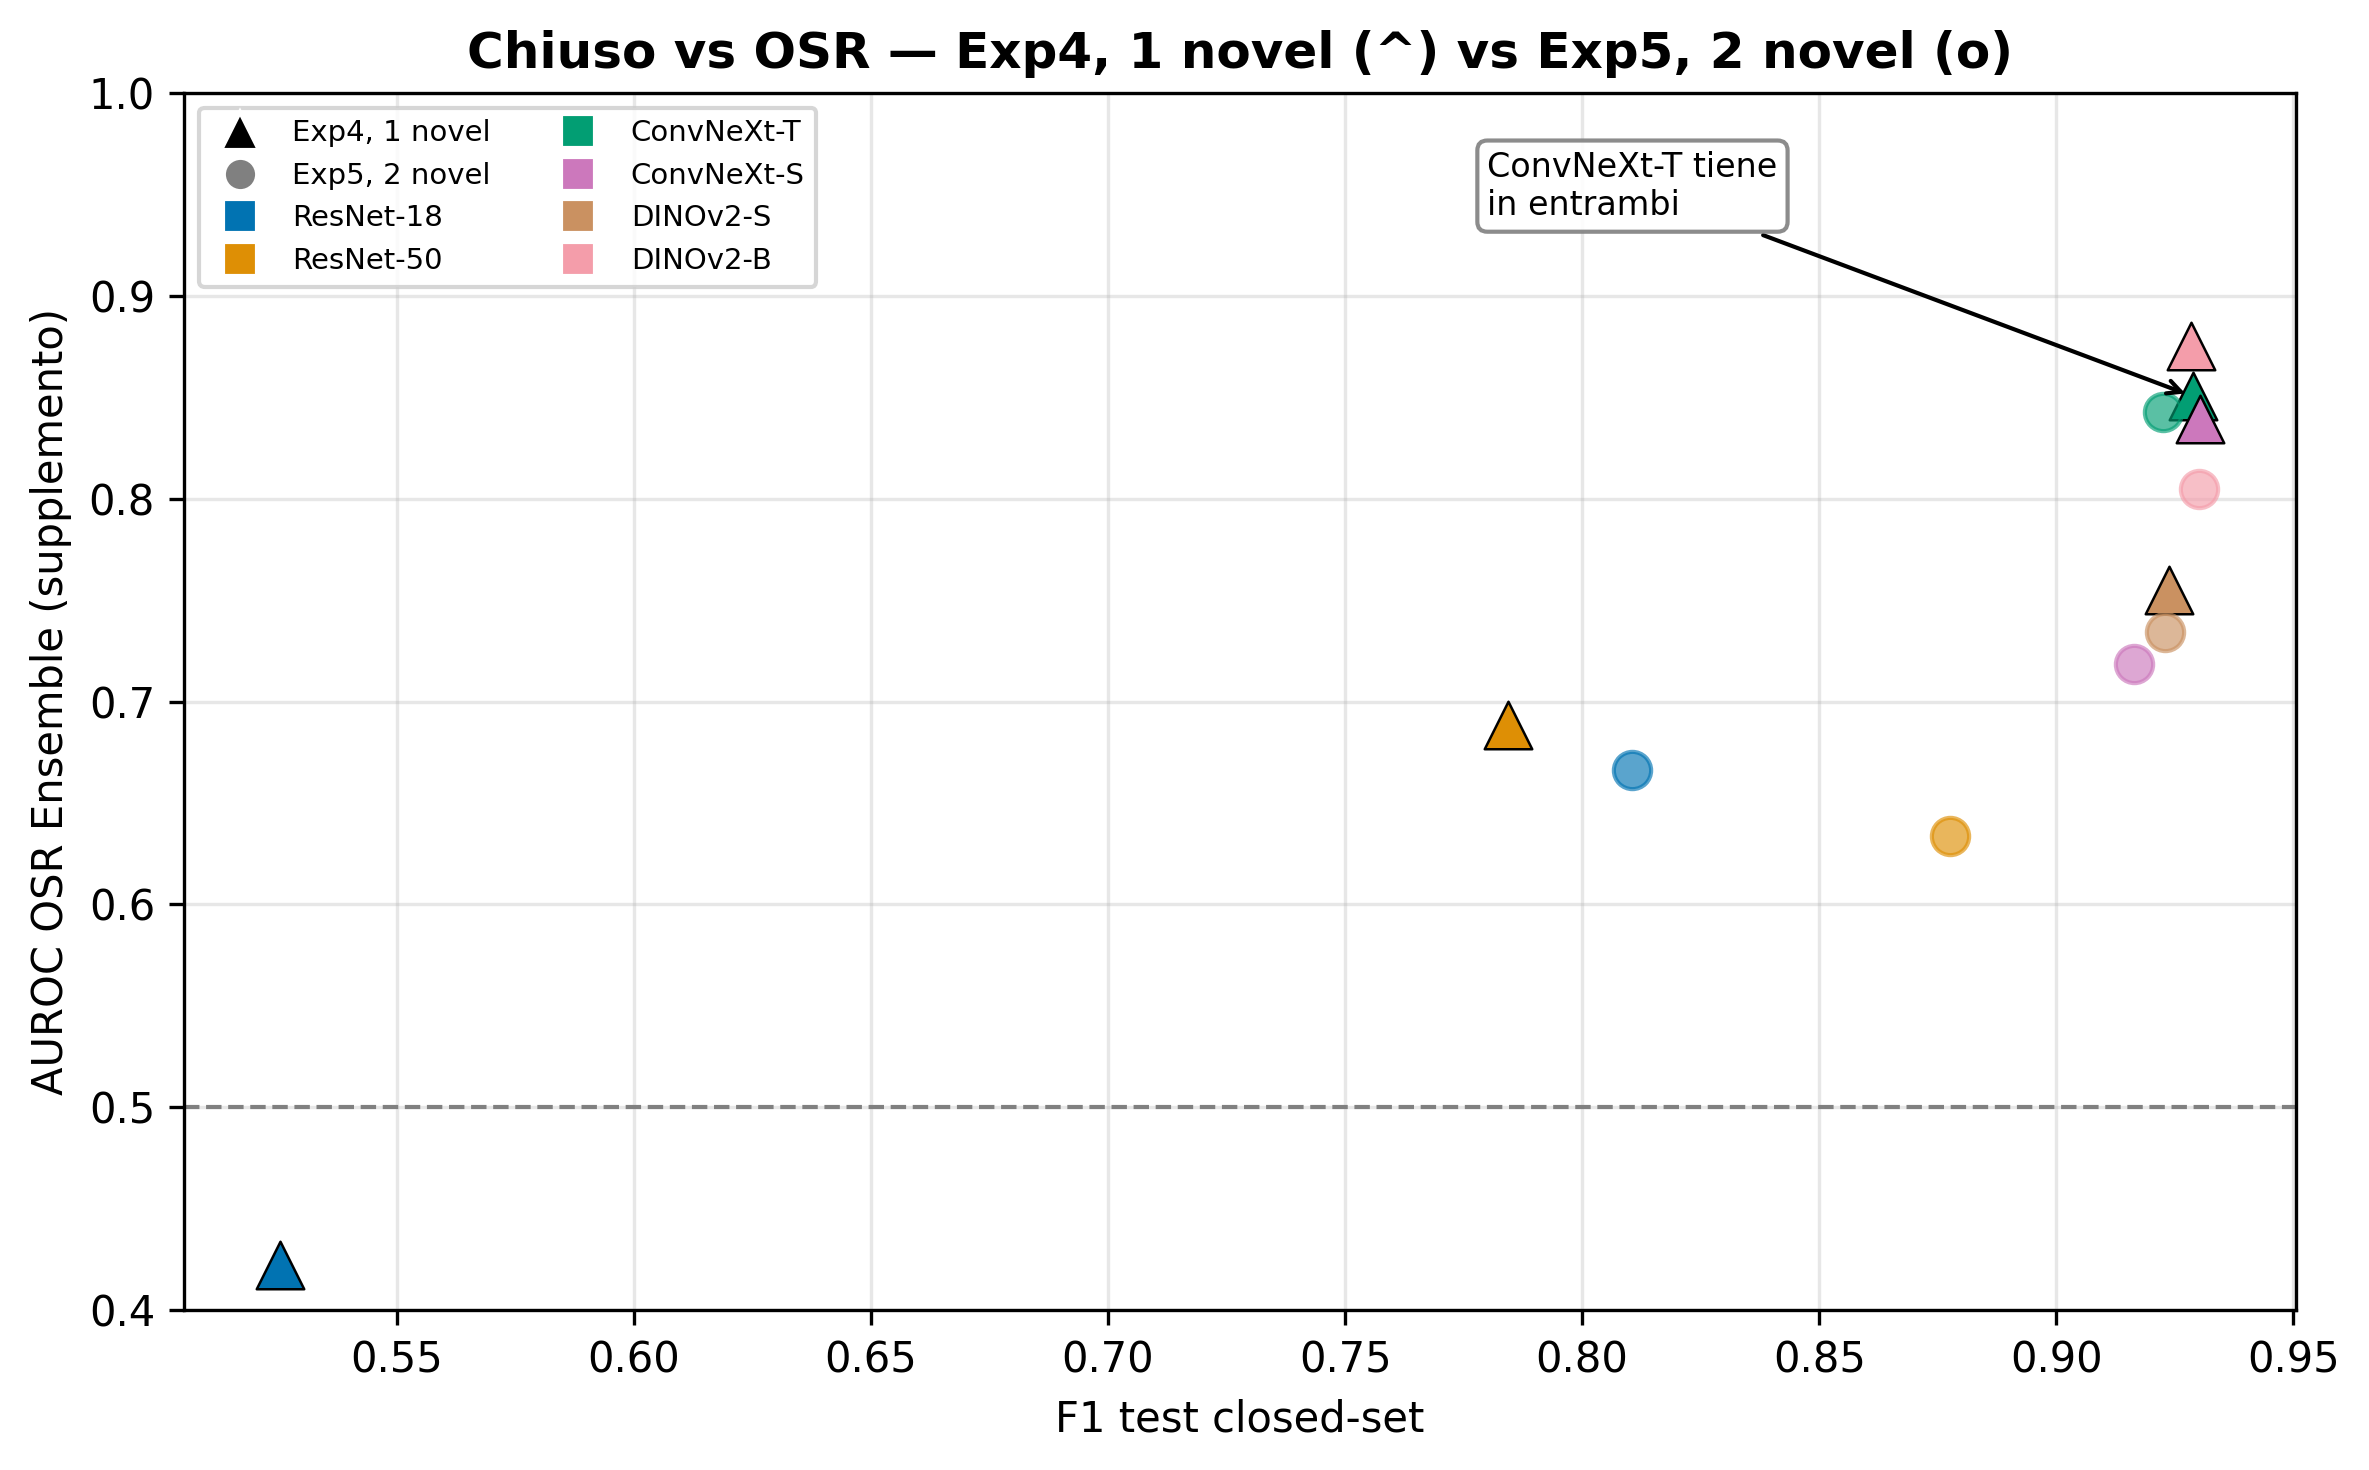 Chiuso vs OSR — Exp4, 1 novel (^) vs Exp5, 2 novel (o)
AUROC OSR Ensemble (supplemento)
1.0
0.9
0.8
0.7
0.6
0.5
0.4
Exp4, 1 novel
Exp5, 2 novel
ResNet-18
ResNet-50
ConvNeXt-T
ConvNeXt-S
DINOv2-S
DINOv2-B
ConvNeXt-T tiene
in entrambi
0.55 0.60 0.65 0.70 0.75 0.80 0.85 0.90 0.95
F1 test closed-set